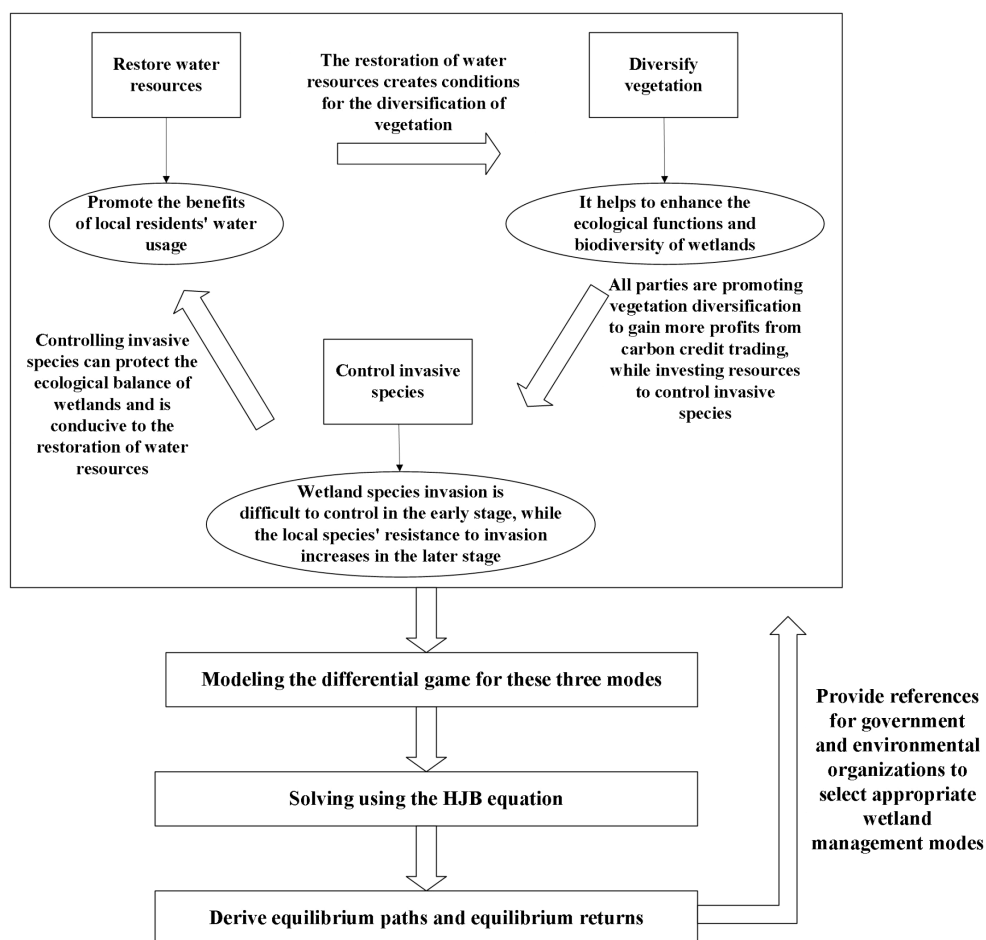 Restore water
resources
The restoration of water
resources creates conditions
for the diversification of
vegetation
Diversify
vegetation
Promote the benefits
of local residents' water
usage
It helps to enhance the
ecological functions and
biodiversity of wetlands
All parties are promoting
vegetation diversification
to gain more profits from
carbon credit trading,
while investing resources
to control invasive
species
Controlling invasive
species can protect the
ecological balance of
wetlands and is
conducive to the
restoration of water
resources
Control invasive
species
Wetland species invasion is
difficult to control in the early stage, while
the local species' resistance to invasion
increases in the later stage
Modeling the differential game for these three modes
Solving using the HJB equation
Derive equilibrium paths and equilibrium returns
Provide references
for government
and environmental
organizations to
select appropriate
wetland
management modes